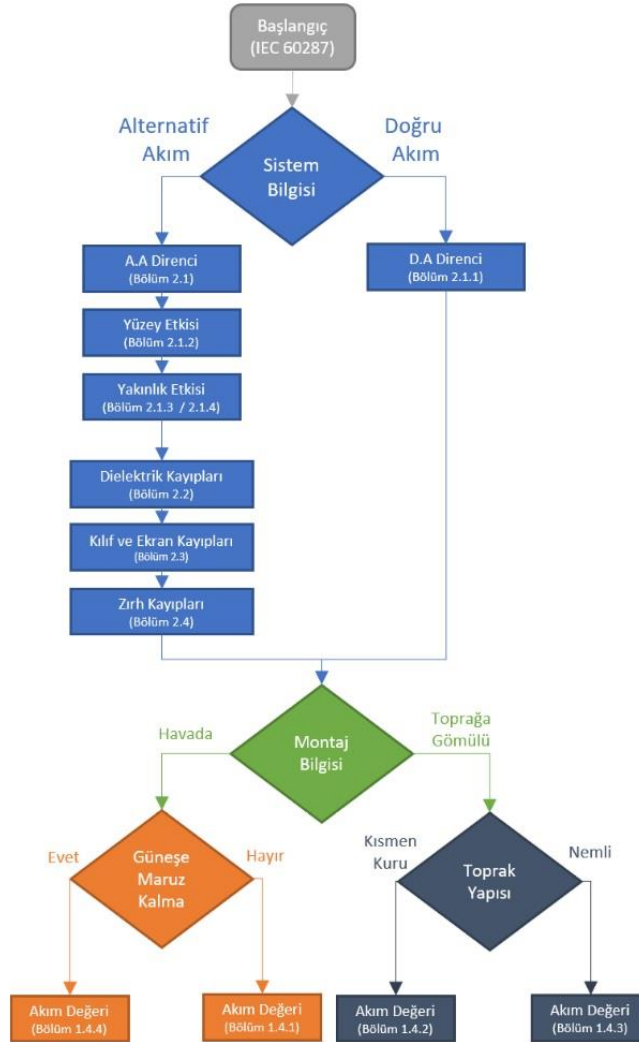 Başlangıç
(IEC 60287)
Alternatif
Akım
Doğru
Akım
Sistem
Bilgisi
A.A Direnci
(Bölüm 2.1)
D.A Direnci
(Bölüm 2.1.1)
Yüzey Etkisi
(Bölüm 2.1.2)
Yakınlık Etkisi
(Bölüm 2.1.3 / 2.1.4)
Dielektrik Kayıpları
(Bölüm 2.2)
Kılıf ve Ekran Kayıpları
(Bölüm 2.3)
Zırh Kayıpları
(Bölüm 2.4)
Havada
Montaj
Bilgisi
Toprağa
Gömülü
Evet
Güneşe
Maruz
Kalma
Hayır
Kısmen
Kuru
Toprak
Yapısı
Nemli
Akım Değeri
(Bölüm 1.4.4)
Akım Değeri
(Bölüm 1.4.1)
Akım Değeri
(Bölüm 1.4.2)
Akım Değeri
(Bölüm 1.4.3)